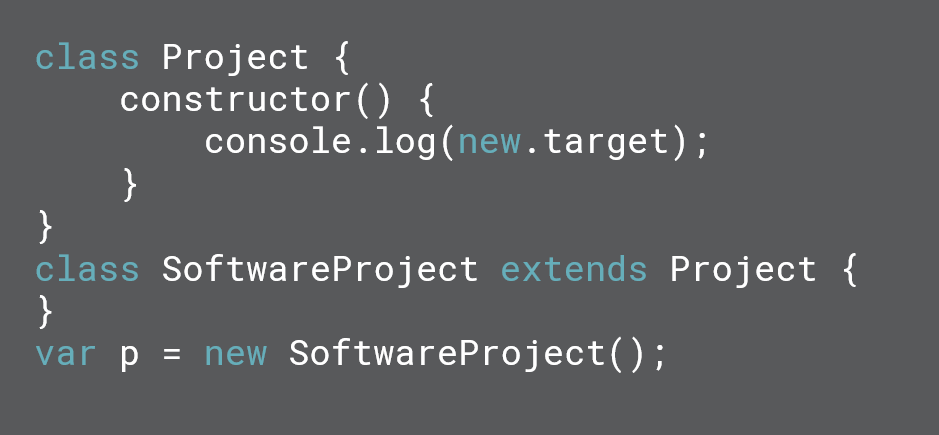 class Project {
    constructor() {
        console.log(new.target);
    }
}
class SoftwareProject extends Project {
}
var p = new SoftwareProject();